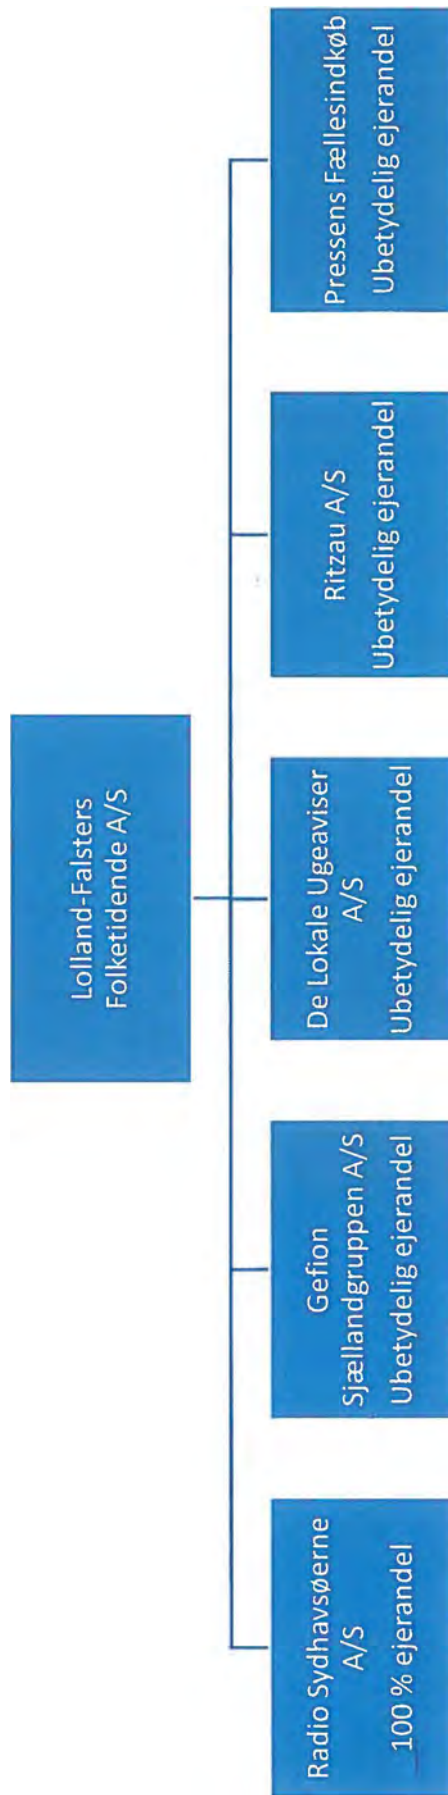 Lolland-Falsters
Folketidende A/S
Radio Sydhavsøerne
A/S
100 % ejerandel
Gefion
Sjællandgruppen A/S
Ubetydelig ejerandel
De Lokale Ugeaviser
A/S
Ubetydelig ejerandel
Ritzau A/S
Ubetydelig ejerandel
Pressens Fællesindkøb
Ubetydelig ejerandel